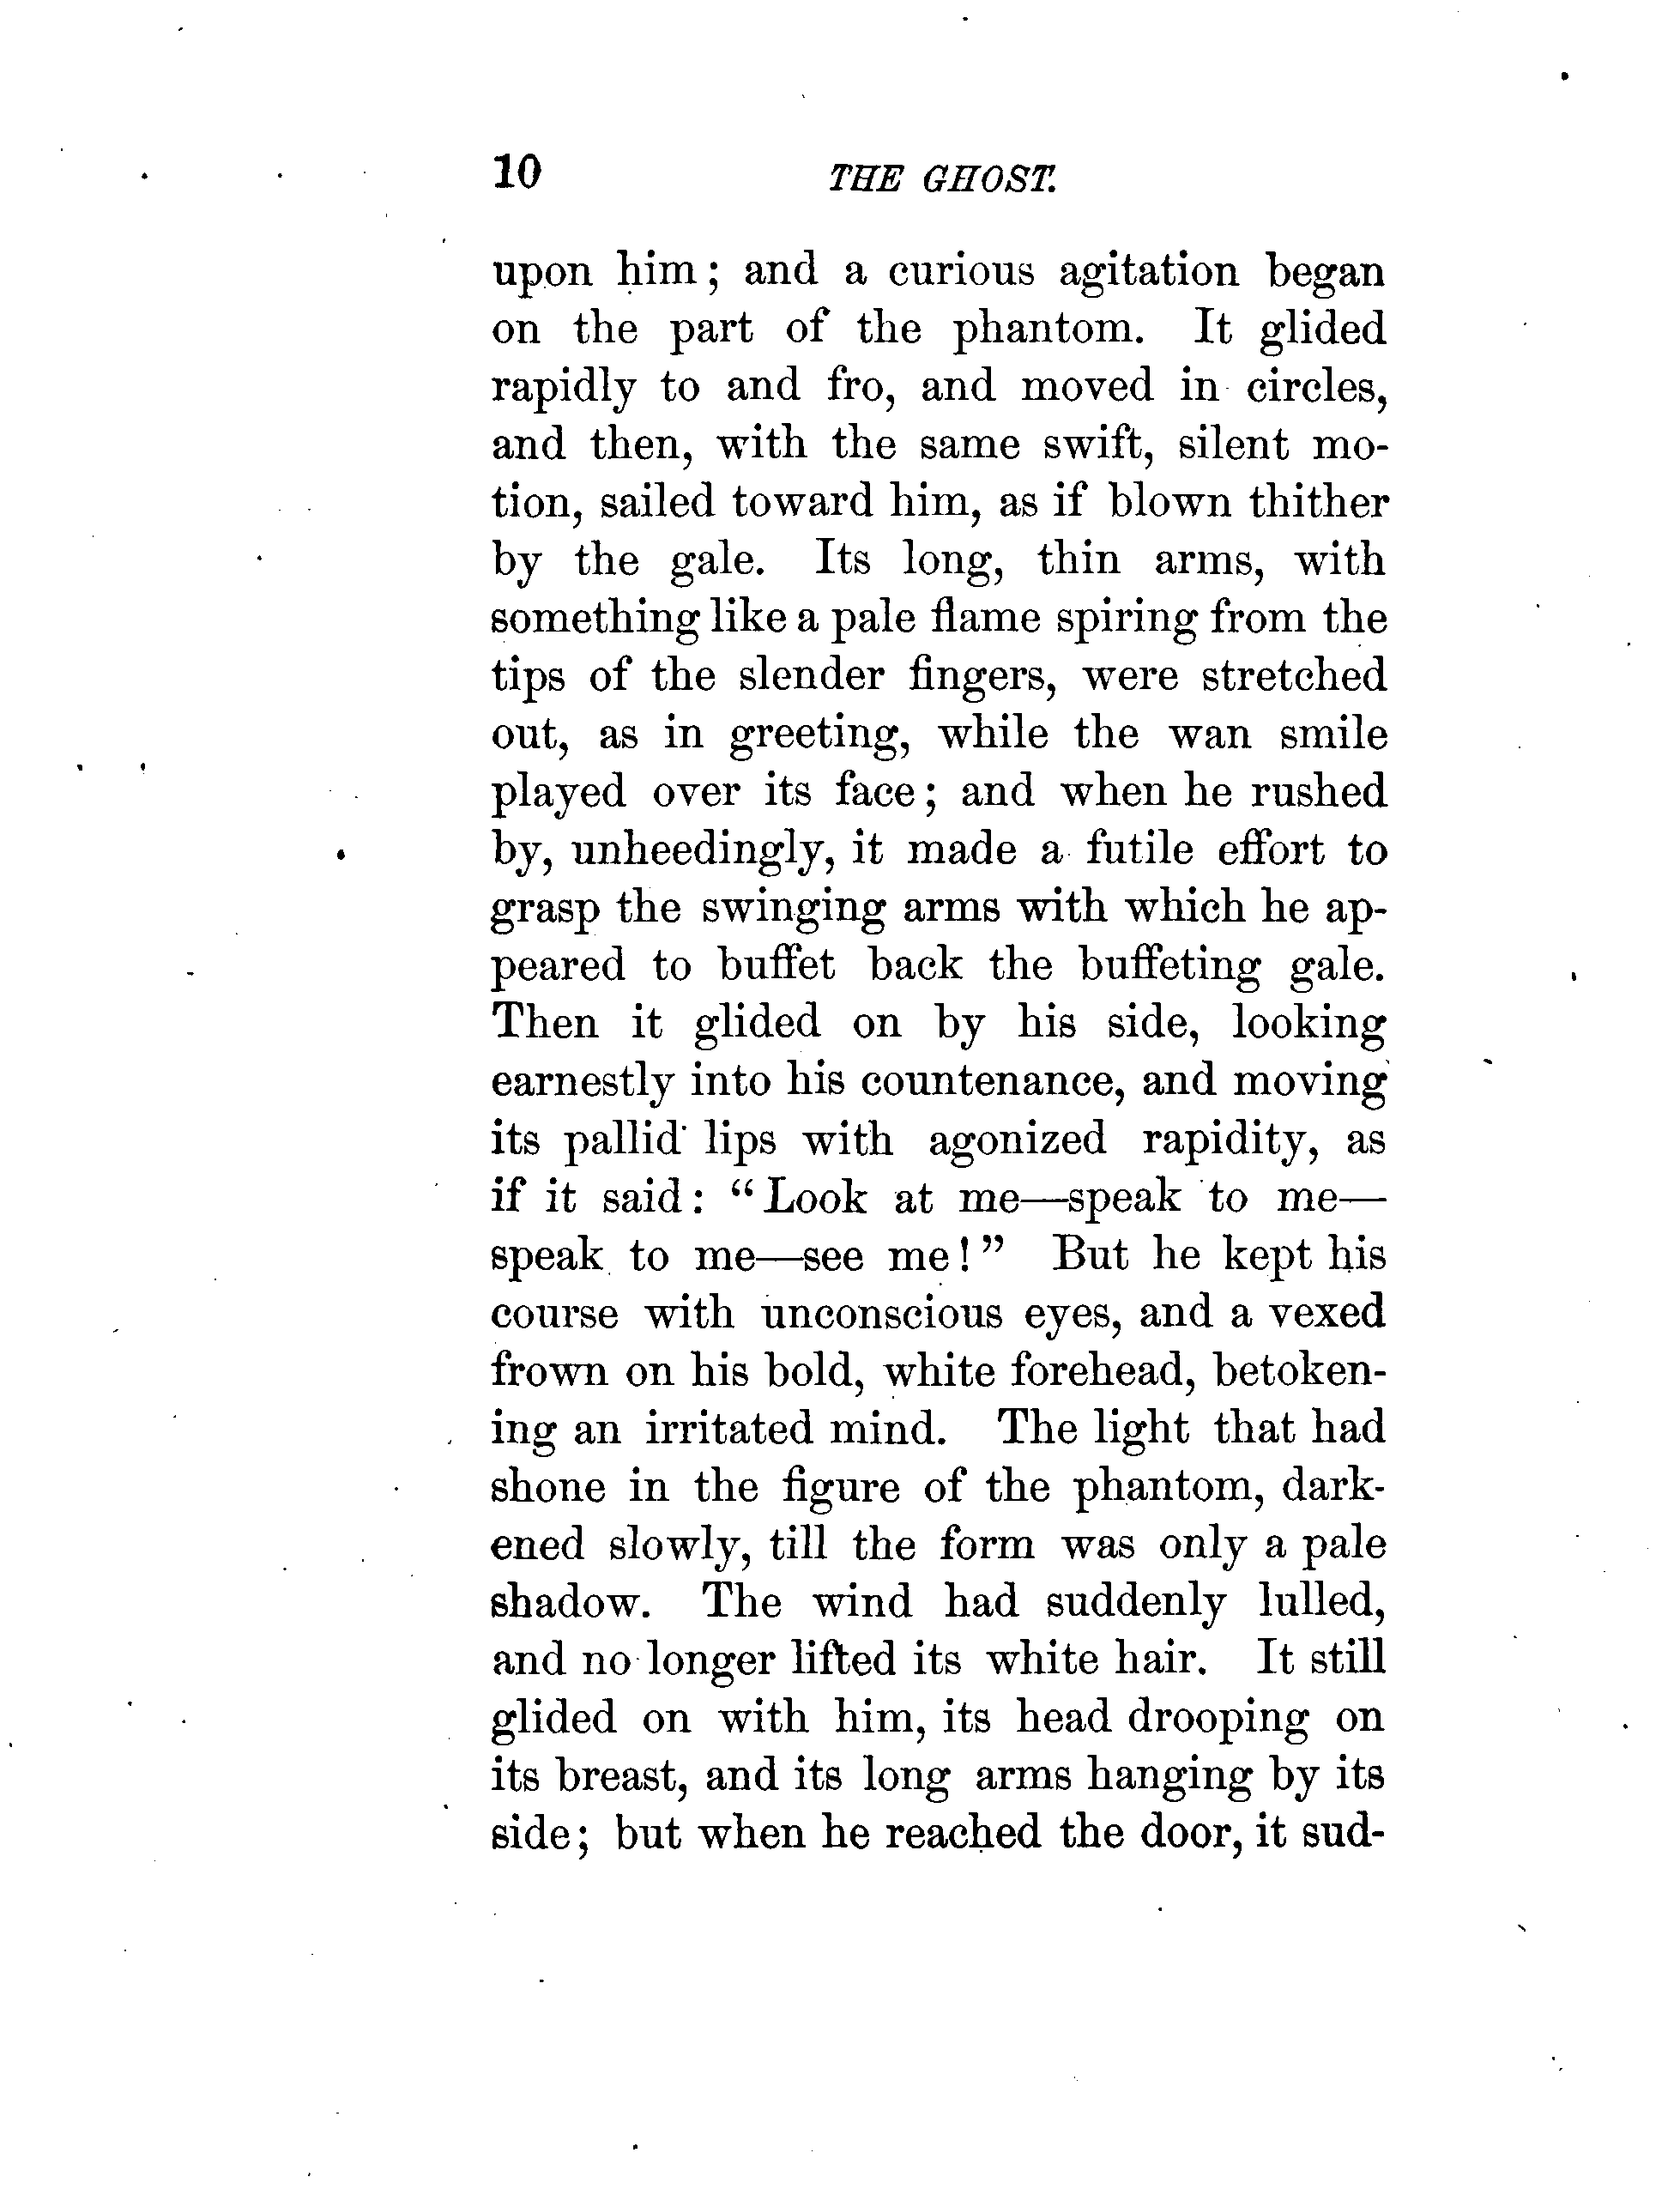 10 THE GHOST.
upon him; and a curious agitation began
on the part of the phantom. It glided
rapidly to and fro, and moved in circles,
and then, with the same swift, silent mo-
tion, sailed toward him, as if blown thither
by the gale. Its long, thin arms, with
something like a pale flame spiring from the
tips of the slender fingers, were stretched
out, as in greeting, while the wan smile
played over its face; and when he rushed
by, unheedingly, it made a futile effort to
grasp the swinging arms with which he ap-
peared to buffet back the buffeting gale.
Then it glided on by his side, looking
earnestly into his countenance, and moving
its pallid lips with agonized rapidity, as
if it said: “Look at me—speak to me—
speak to me—see me!” But he kept his
course with unconscious eyes, and a vexed
frown on his bold, white forehead, betoken-
ing an irritated mind. The light that had
shone in the figure of the phantom, dark-
ened slowly, till the form was only a pale
shadow. The wind had suddenly lulled,
and no longer lifted its white hair. It still
glided on with him, its head drooping on
its breast, and its long arms hanging by its
side; but when he reached the door, it sud-